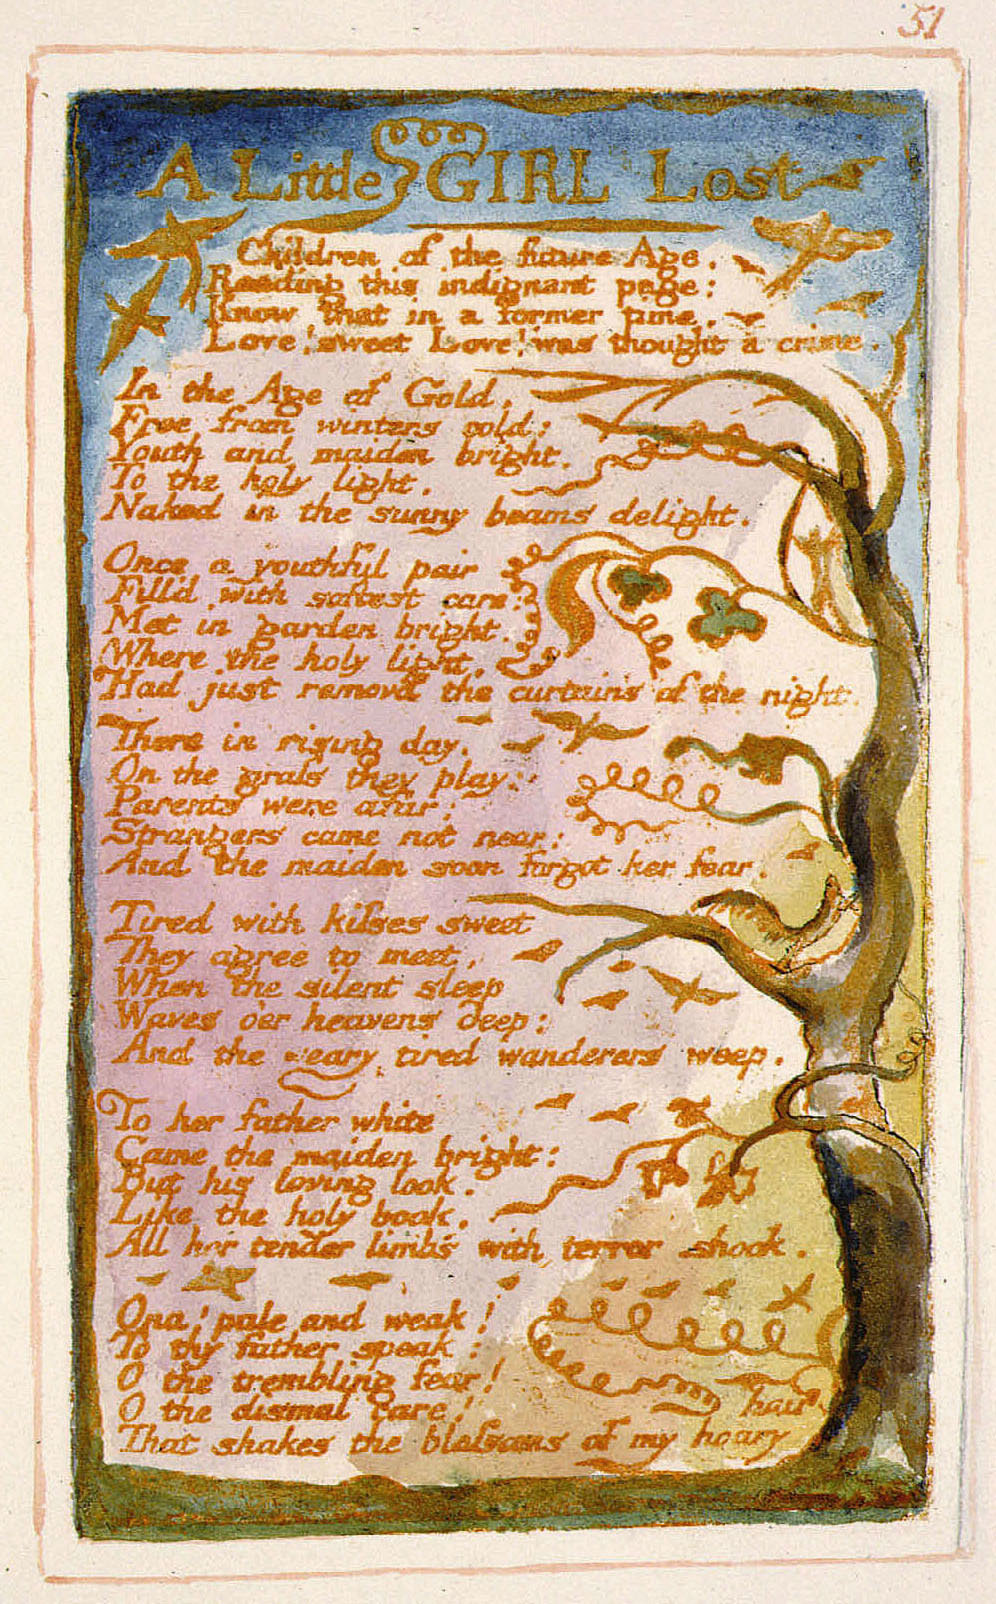 51
A Little GIRL Lost
Children of the future Age.
Reading this indignant page:
Know that in a former time.
Love! sweet Love! was thought a crime.
In the Age of Gold,
Free from winters cold:
Youth and maiden bright.
To the holy light,
Naked in the sunny beams delight.
Once a youthful pair
Fill'd with softest care:
Met in garden bright.
Where the holy light,
Had just removd the curtains of the night.
There in rising day.
On the grass they play:
Parents were afar:
Strangers came not near:
And the maiden soon forgot her fear.
Tired with kisses sweet
They agree to meet,
When the silent sleep
Waves o'er heavens deep:
And the weary tired wanderers weep.
To her father white
Came the maiden bright:
But his loving look.
Like the holy book.
All her tender limbs with terror shook.
Ona! pale and weak!
To thy father speak:
O the trembling fear!
O the dismal care!
That shakes the blossoms of my hoary hair